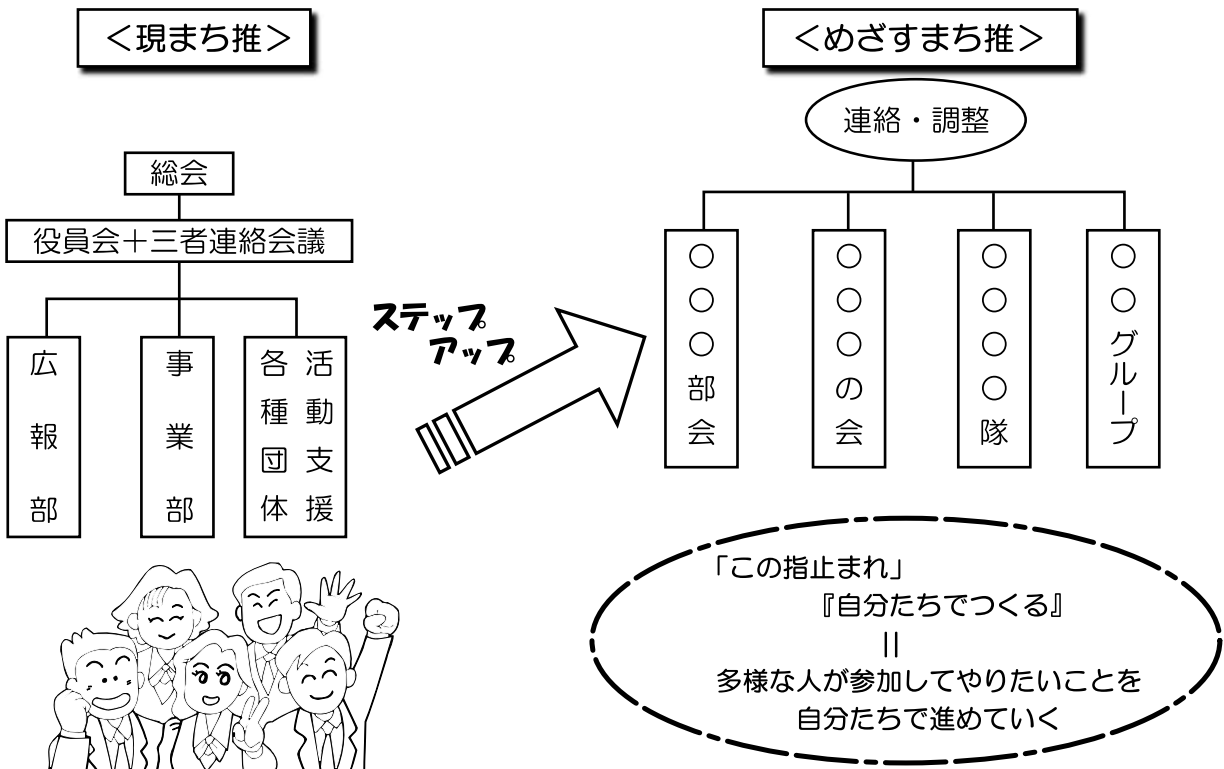 ＜現まち推＞
総会
役員会＋三者連絡会議
広報部
事業部
活動支援
各種団体
ステップ
アップ
＜めざすまち推＞
連絡・調整
○○○部会
○○○の会
○○○○隊
○○グループ
「この指止まれ」
『自分たちでつくる』
||
多様な人が参加してやりたいことを
自分たちで進めていく